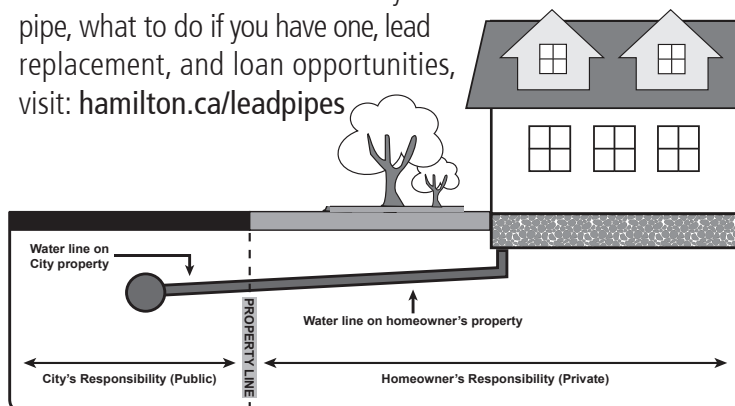 pipe, what to do if you have one, lead
replacement, and loan opportunities,
visit: hamilton.ca/leadpipes
Water line on
City property
PROPERTY LINE
Water line on homeowner's property
City's Responsibility (Public)
Homeowner's Responsibility (Private)